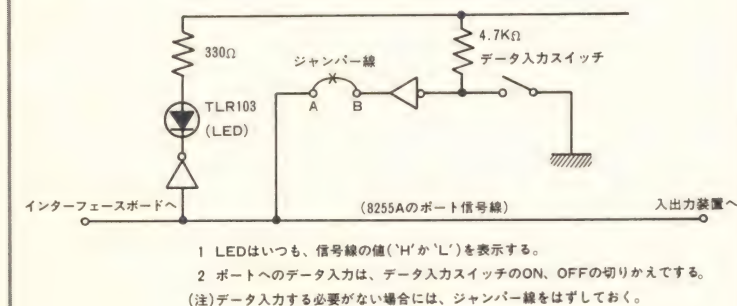 330Ω
TLR103
(LED)
ジャンパー線
A B
4.7KΩ
データ入力スイッチ
インターフェースボードへ
(8255Aのポート信号線)
入出力装置へ
1 LEDはいつも、信号線の値('H'か'L')を表示する。
2 ポートへのデータ入力は、データ入力スイッチのON、OFFの切りかえでする。
(注)データ入力する必要がない場合には、ジャンパー線をはずしておく。